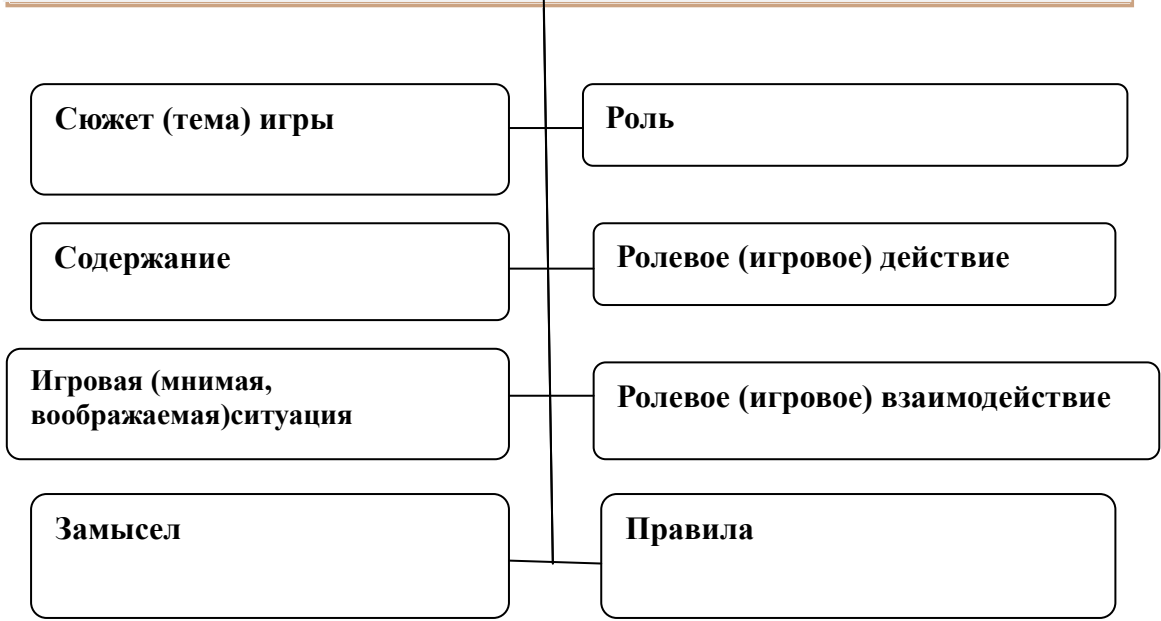 Сюжет (тема) игры
Роль
Содержание
Ролевое (игровое) действие
Игровая (мнимая,
воображаемая)ситуация
Ролевое (игровое) взаимодействие
Замысел
Правила